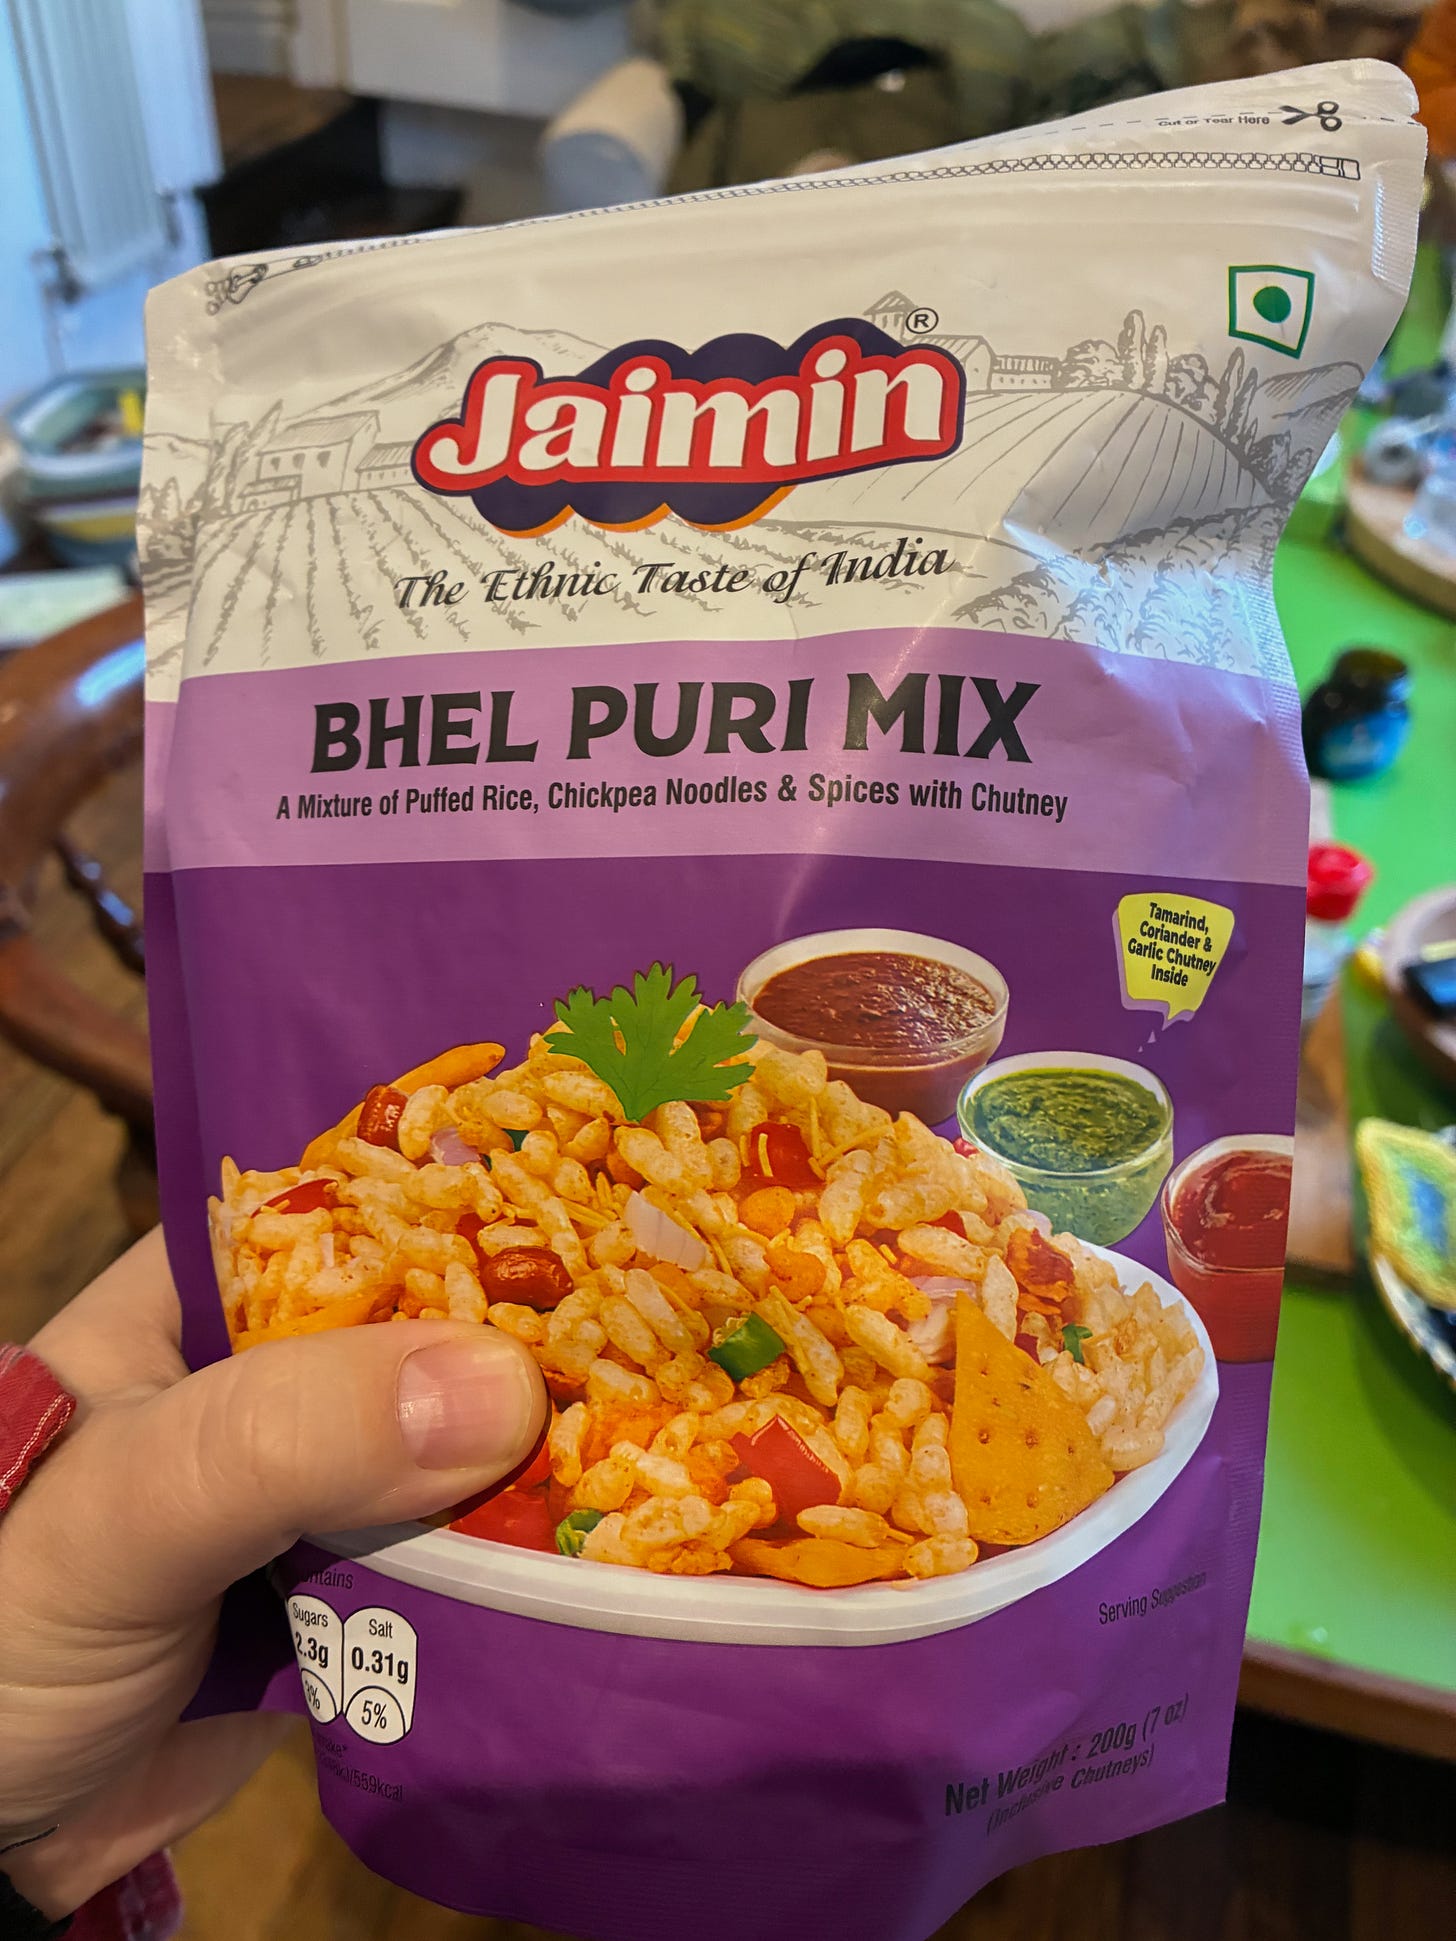 Cut or Tear Here
Jaimin®
The Ethnic Taste of India
BHEL PURI MIX
A Mixture of Puffed Rice, Chickpea Noodles & Spices with Chutney
Tamarind,
Coriander &
Garlic Chutney
Inside
Serving Suggestion
Sugars
2.3g
Salt
0.31g
5%
/559kcal
Net Weight : 200g (7 oz)
(Inclusive Chutneys)